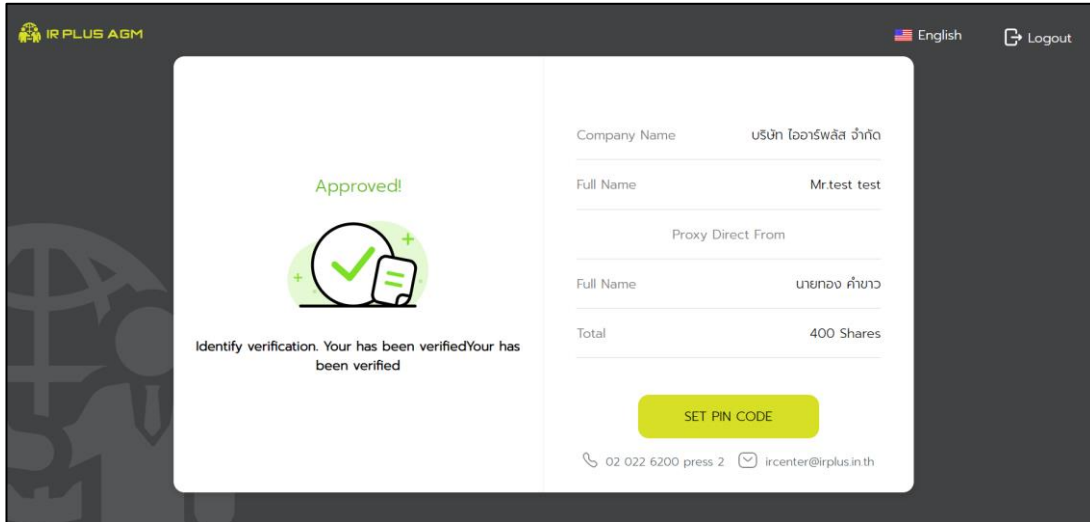 IR PLUS AGM
English
Logout
Approved!
Identify verification. Your has been verifiedYour has
been verified
Company Name บริษัท ไออาร์พลัส จำกัด
Full Name Mr.test test
Proxy Direct From
Full Name นายทอง คำขาว
Total 400 Shares
SET PIN CODE
02 022 6200 press 2 ircenter@irplus.in.th